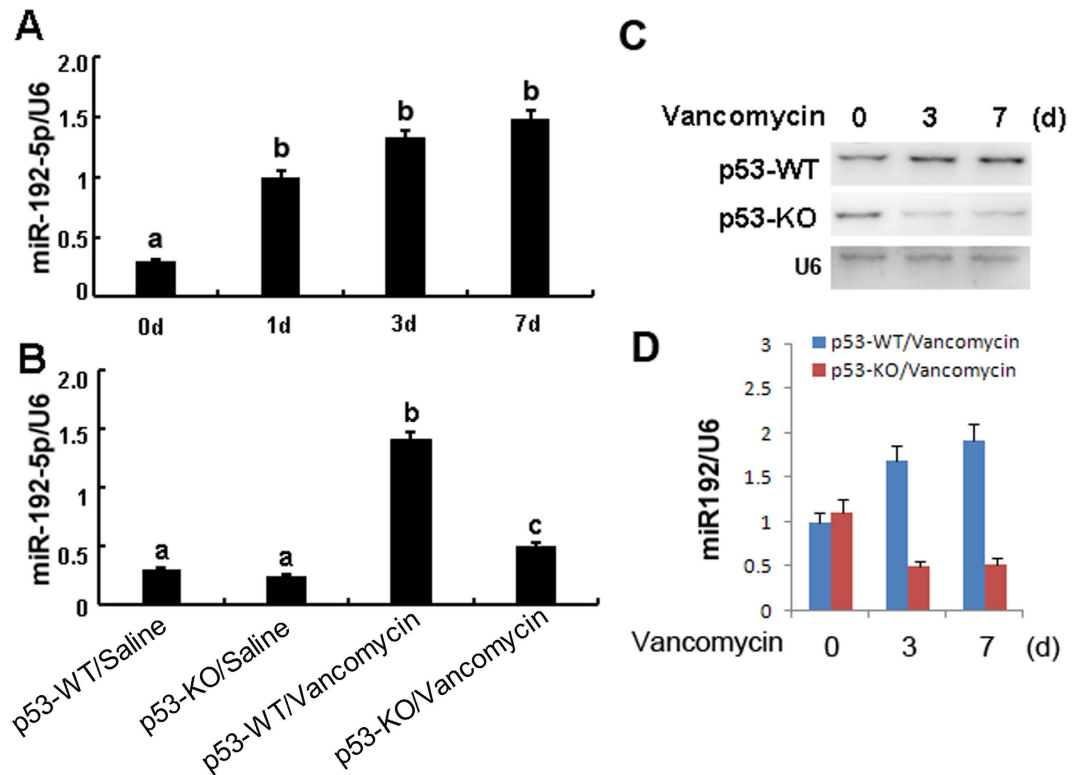 A
miR-192-5p/U6
2.0
1.5
1
0.5
0
a
b
b
b
0d 1d 3d 7d
B
miR-192-5p/U6
2.0
1.5
1
0.5
0
a
a
b
c
p53-WT/Saline
p53-KO/Saline
p53-WT/Vancomycin
p53-KO/Vancomycin
C
Vancomycin 0 3 7 (d)
p53-WT
p53-KO
U6
D
p53-WT/Vancomycin
p53-KO/Vancomycin
miR192/U6
3
2.5
2
1.5
1
0.5
0
Vancomycin 0 3 7 (d)